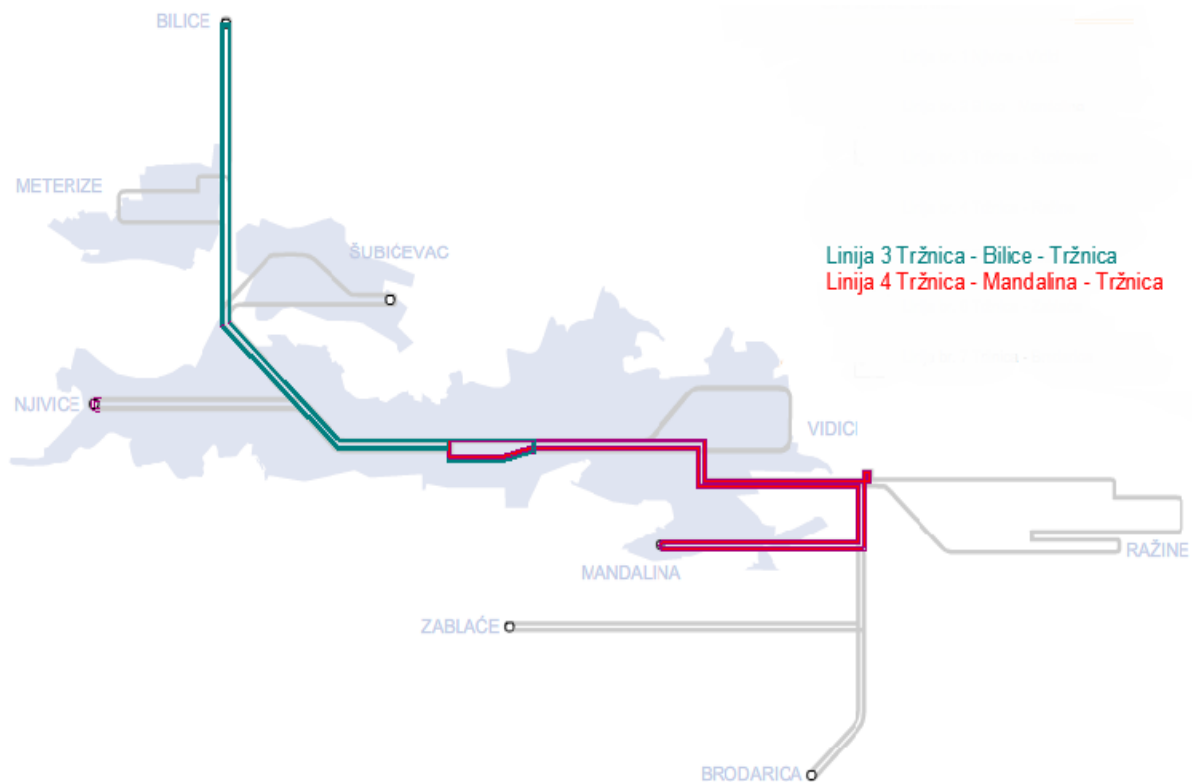 BILICE
METERIZE
ŠUBIĆEVAC
Linija 3 Tržnica - Bilice - Tržnica
Linija 4 Tržnica - Mandalina - Tržnica
NJIVICE
VIDICI
RAŽINE
MANDALINA
ZABLAĆE
BRODARICA